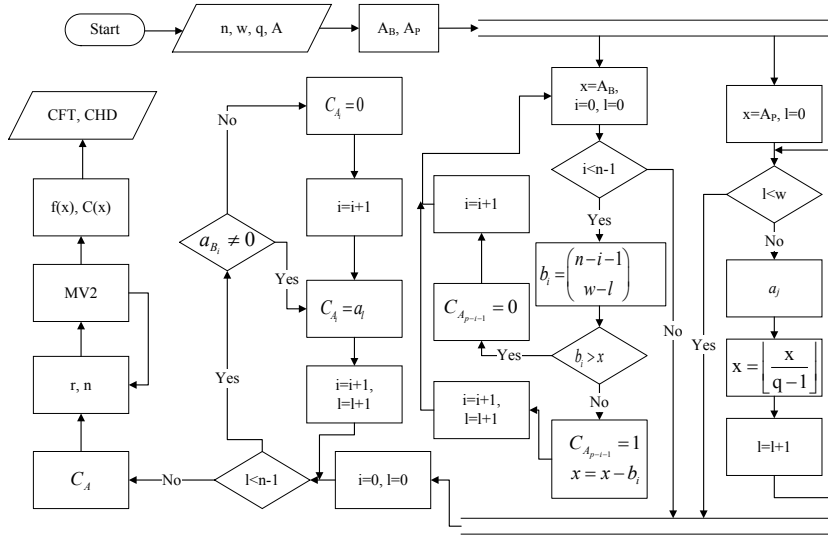 Start
n, w, q, A
A_B, A_P
x=A_B,
i=0, l=0
x=A_P, l=0
CFT, CHD
No
C_{A_i}=0
i<n-1
l<w
f(x), C(x)
i=i+1
i=i+1
Yes
No
a_{B_i} ≠ 0
Yes
b_i = (n-i-1
w-l)
a_j
MV2
C_{A_i}=a_l
C_{A_{p-i-1}}=0
No
Yes
Yes
b_i > x
x = ⌊x
q-1⌋
r, n
Yes
i=i+1,
l=l+1
i=i+1,
l=l+1
No
C_{A_{p-i-1}}=1
x = x - b_i
l=l+1
C_A
No
l<n-1
i=0, l=0